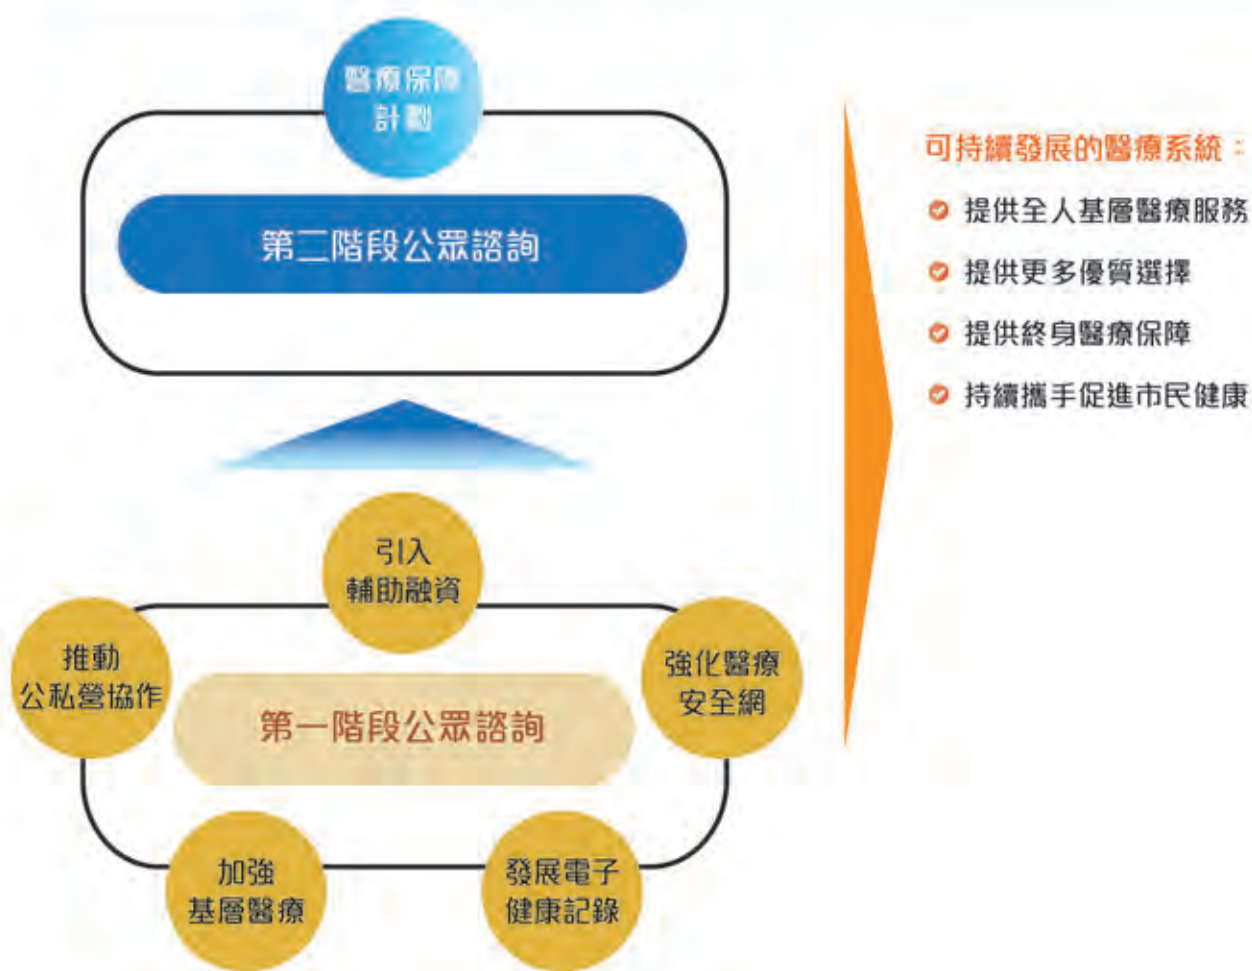 醫療保障
計劃
第二階段公眾諮詢
引入
輔助融資
推動
公私營協作
強化醫療
安全網
第一階段公眾諮詢
加強
基層醫療
發展電子
健康記錄
可持續發展的醫療系統：
提供全人基層醫療服務
提供更多優質選擇
提供終身醫療保障
持續攜手促進市民健康